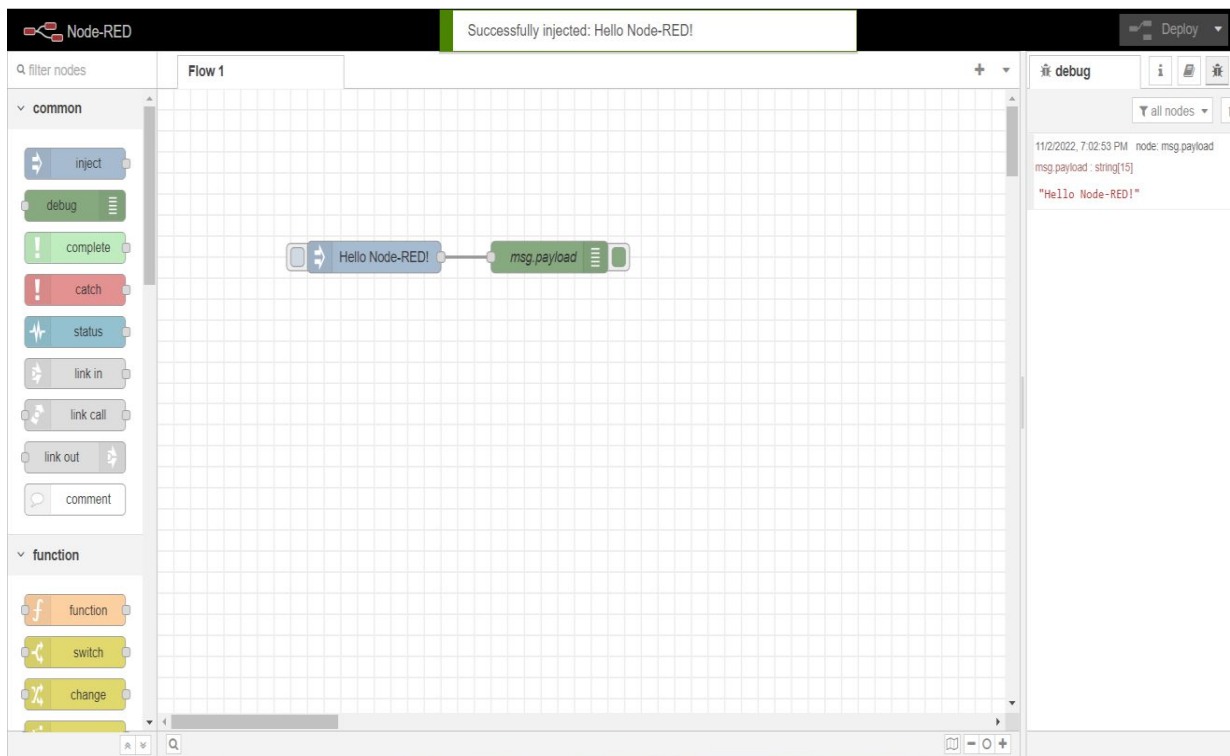 Node-RED
Successfully injected: Hello Node-RED!
Deploy
filter nodes
Flow 1
debug
common
all nodes
inject
debug
complete
catch
status
link in
link call
link out
comment
function
function
switch
change
Hello Node-RED!
msg.payload
11/2/2022, 7:02:53 PM node: msg.payload
msg.payload : string[15]
"Hello Node-RED!"